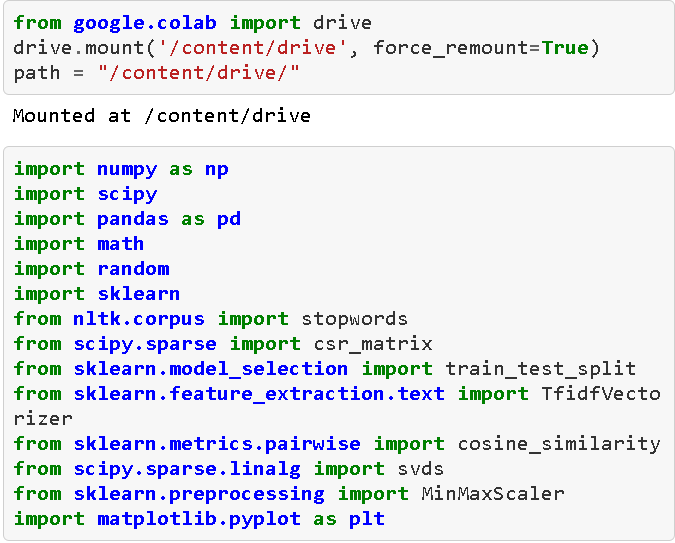 from google.colab import drive
drive.mount('/content/drive', force_remount=True)
path = "/content/drive/"
Mounted at /content/drive
import numpy as np
import scipy
import pandas as pd
import math
import random
import sklearn
from nltk.corpus import stopwords
from scipy.sparse import csr_matrix
from sklearn.model_selection import train_test_split
from sklearn.feature_extraction.text import TfidfVecto
rizer
from sklearn.metrics.pairwise import cosine_similarity
from scipy.sparse.linalg import svds
from sklearn.preprocessing import MinMaxScaler
import matplotlib.pyplot as plt